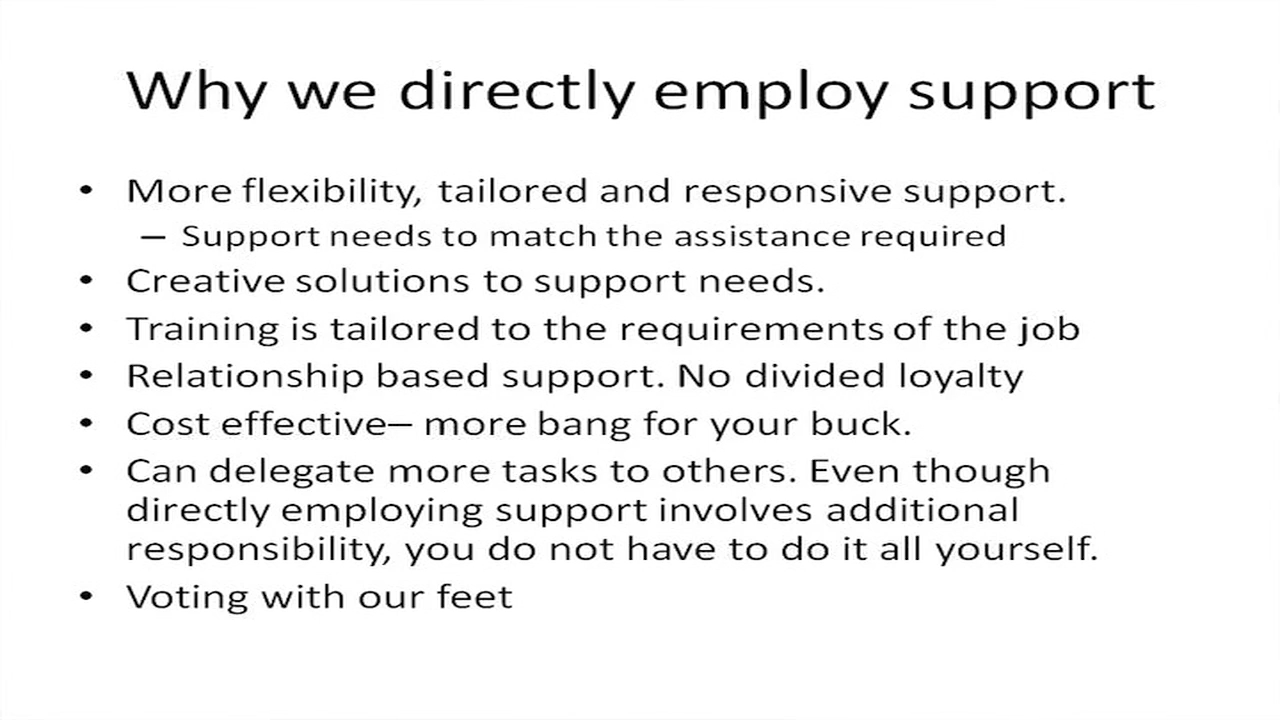 Why we directly employ support
• More flexibility, tailored and responsive support.
– Support needs to match the assistance required
• Creative solutions to support needs.
• Training is tailored to the requirements of the job
• Relationship based support. No divided loyalty
• Cost effective– more bang for your buck.
• Can delegate more tasks to others. Even though
directly employing support involves additional
responsibility, you do not have to do it all yourself.
• Voting with our feet